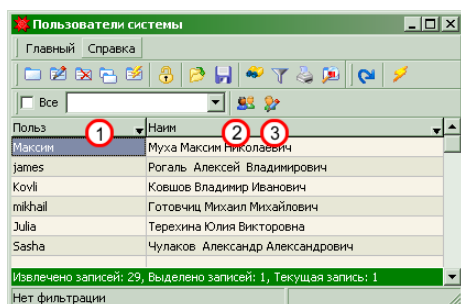 Пользователи системы
Главный Справка
Все
Польз Наим
1 2 3
Максим Муха Максим Николаевич
james Рогаль Алексей Владимирович
Kovli Ковшов Владимир Иванович
mikhail Готовчиц Михаил Михайлович
Julia Терехина Юлия Викторовна
Sasha Чулаков Александр Александрович
Извлечено записей: 29, Выделено записей: 1, Текущая запись: 1
Нет фильтрации